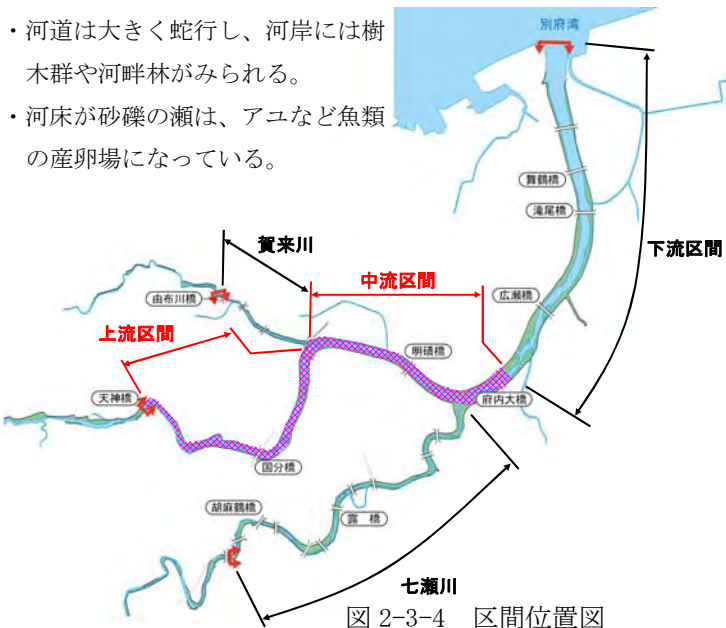 ・河道は大きく蛇行し、河岸には樹
木群や河畔林がみられる。
・河床が砂礫の瀬は、アユなど魚類
の産卵場になっている。
別府湾
舞鶴橋
滝尾橋
下流区間
賀来川
中流区間
由布川橋
広瀬橋
上流区間
明磧橋
天神橋
府内大橋
国分橋
胡麻鶴橋
露 橋
七瀬川
図 2-3-4 区間位置図